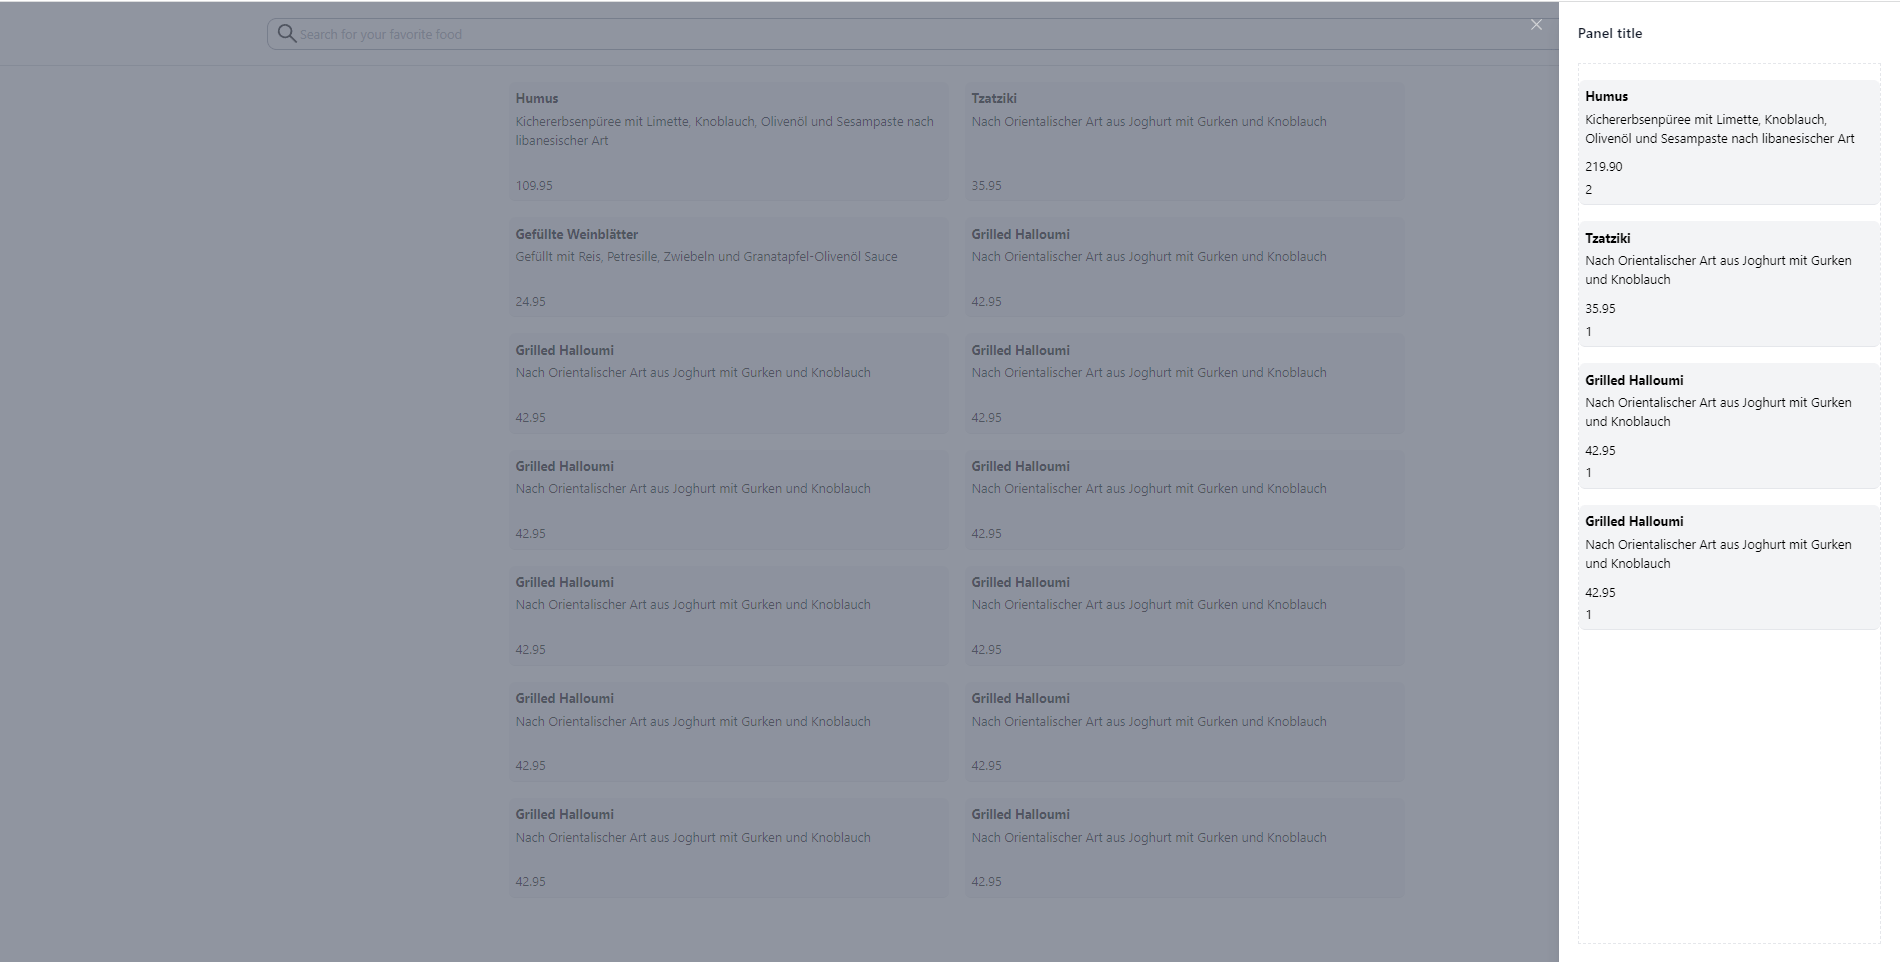 Search for your favorite food
Humus
Kichererbsenpüree mit Limette, Knoblauch, Olivenöl und Sesampaste nach
libanesischer Art
109.95
Tzatziki
Nach Orientalischer Art aus Joghurt mit Gurken und Knoblauch
35.95
Gefüllte Weinblätter
Gefüllt mit Reis, Petresille, Zwiebeln und Granatapfel-Olivenöl Sauce
24.95
Grilled Halloumi
Nach Orientalischer Art aus Joghurt mit Gurken und Knoblauch
42.95
Grilled Halloumi
Nach Orientalischer Art aus Joghurt mit Gurken und Knoblauch
42.95
Grilled Halloumi
Nach Orientalischer Art aus Joghurt mit Gurken und Knoblauch
42.95
Grilled Halloumi
Nach Orientalischer Art aus Joghurt mit Gurken und Knoblauch
42.95
Grilled Halloumi
Nach Orientalischer Art aus Joghurt mit Gurken und Knoblauch
42.95
Grilled Halloumi
Nach Orientalischer Art aus Joghurt mit Gurken und Knoblauch
42.95
Grilled Halloumi
Nach Orientalischer Art aus Joghurt mit Gurken und Knoblauch
42.95
Grilled Halloumi
Nach Orientalischer Art aus Joghurt mit Gurken und Knoblauch
42.95
Grilled Halloumi
Nach Orientalischer Art aus Joghurt mit Gurken und Knoblauch
42.95
Grilled Halloumi
Nach Orientalischer Art aus Joghurt mit Gurken und Knoblauch
42.95
Grilled Halloumi
Nach Orientalischer Art aus Joghurt mit Gurken und Knoblauch
42.95
Panel title
Humus
Kichererbsenpüree mit Limette, Knoblauch,
Olivenöl und Sesampaste nach libanesischer Art
219.90
2
Tzatziki
Nach Orientalischer Art aus Joghurt mit Gurken
und Knoblauch
35.95
1
Grilled Halloumi
Nach Orientalischer Art aus Joghurt mit Gurken
und Knoblauch
42.95
1
Grilled Halloumi
Nach Orientalischer Art aus Joghurt mit Gurken
und Knoblauch
42.95
1